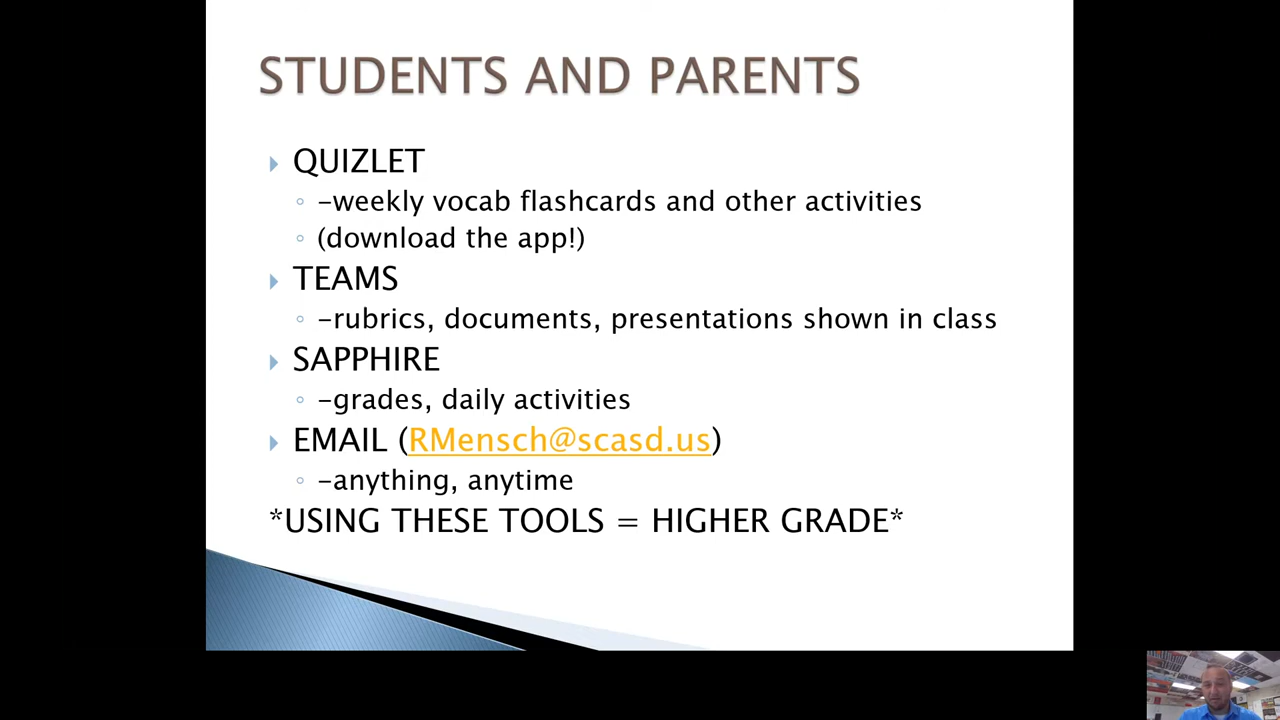 STUDENTS AND PARENTS
QUIZLET
-weekly vocab flashcards and other activities
(download the app!)
TEAMS
-rubrics, documents, presentations shown in class
SAPPHIRE
-grades, daily activities
EMAIL (RMensch@scasd.us)
-anything, anytime
*USING THESE TOOLS = HIGHER GRADE*